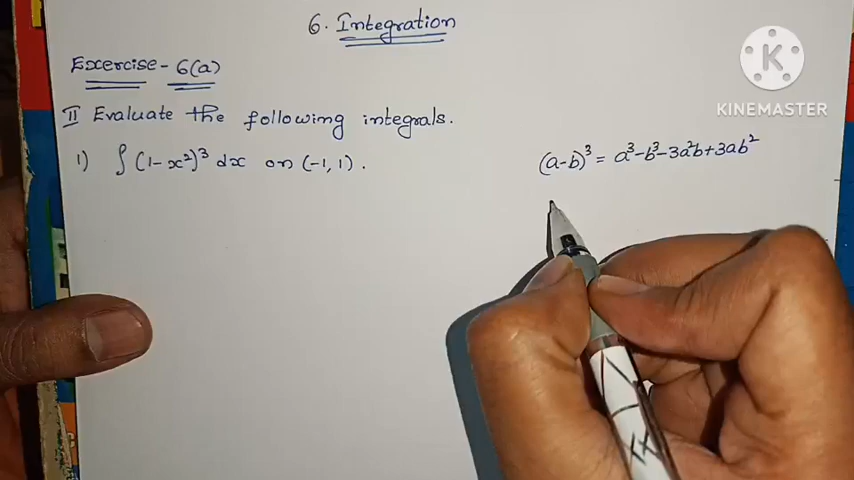 6. Integration
Excercise - 6(a)
II Evaluate the following integrals.
1) ∫(1-x²)³ dx on (-1, 1).
(a-b)³ = a³-b³-3a²b+3ab²
K
KINEMASTER